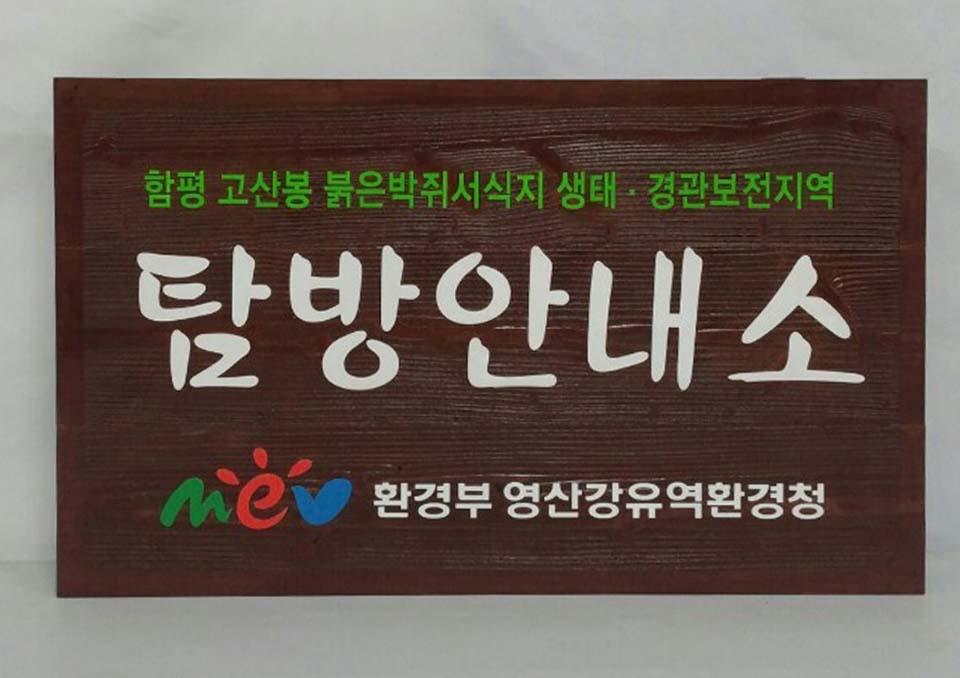 함평 고산봉 붉은박쥐서식지 생태 · 경관보전지역
탐방안내소
mev 환경부 영산강유역환경청